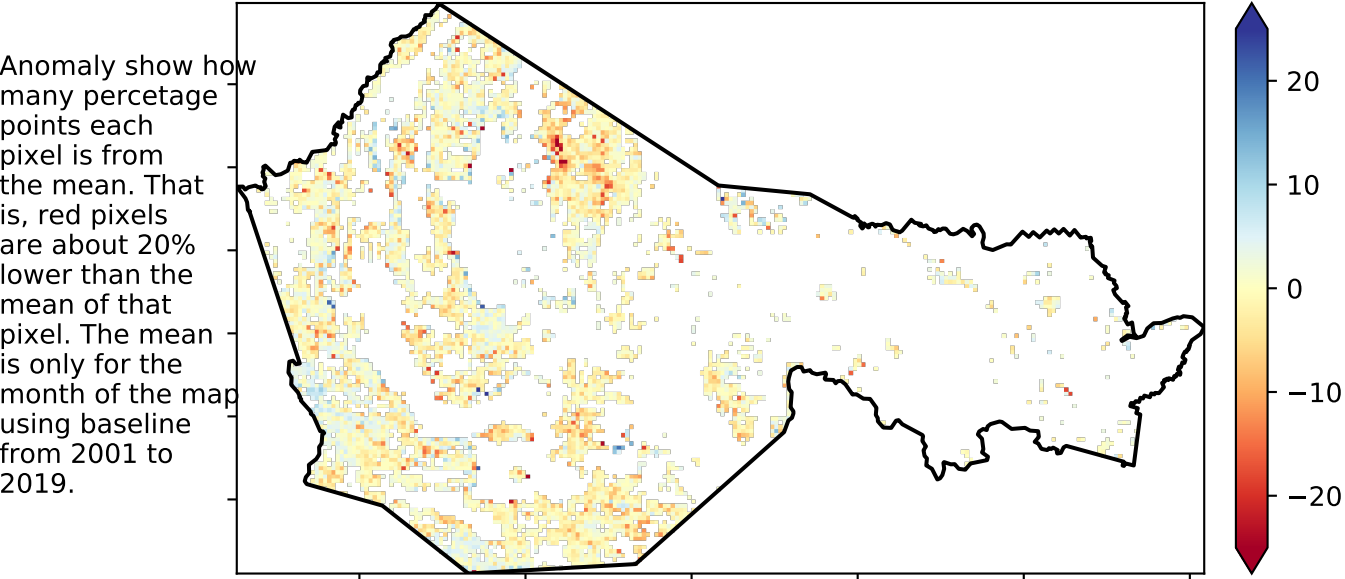 Anomaly show how
many percetage
points each
pixel is from
the mean. That
is, red pixels
are about 20%
lower than the
mean of that
pixel. The mean
is only for the
month of the map
using baseline
from 2001 to
2019.
20
10
0
−10
−20